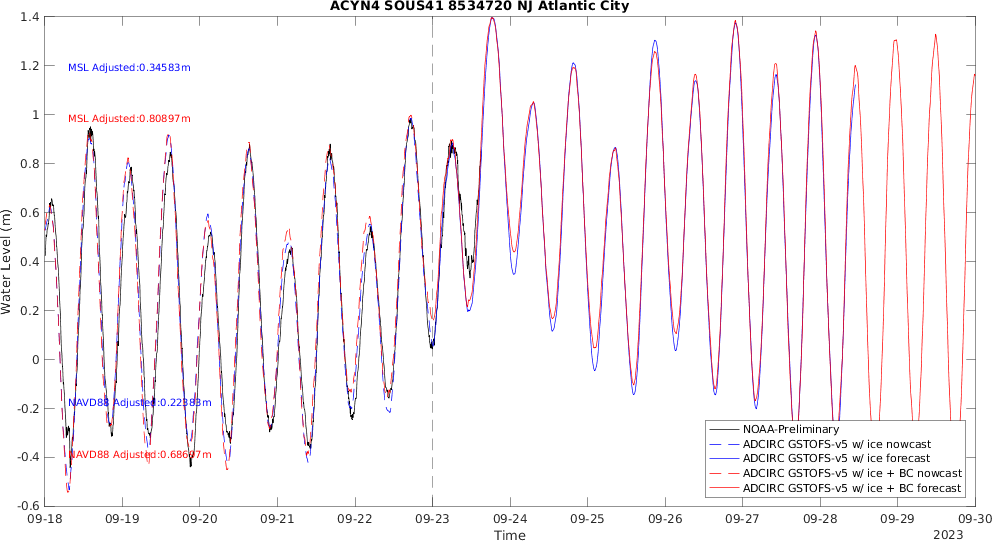 ACYN4 SOUS41 8534720 NJ Atlantic City
1.4
1.2
1
0.8
0.6
0.4
0.2
0
-0.2
-0.4
-0.6
Water Level (m)
MSL Adjusted:0.34583m
MSL Adjusted:0.80897m
NAVD88 Adjusted:0.22383m
NAVD88 Adjusted:0.68697m
NOAA-Preliminary
ADCIRC GSTOFS-v5 w/ ice nowcast
ADCIRC GSTOFS-v5 w/ ice forecast
ADCIRC GSTOFS-v5 w/ ice + BC nowcast
ADCIRC GSTOFS-v5 w/ ice + BC forecast
09-18 09-19 09-20 09-21 09-22 09-23 09-24 09-25 09-26 09-27 09-28 09-29 09-30
Time
2023